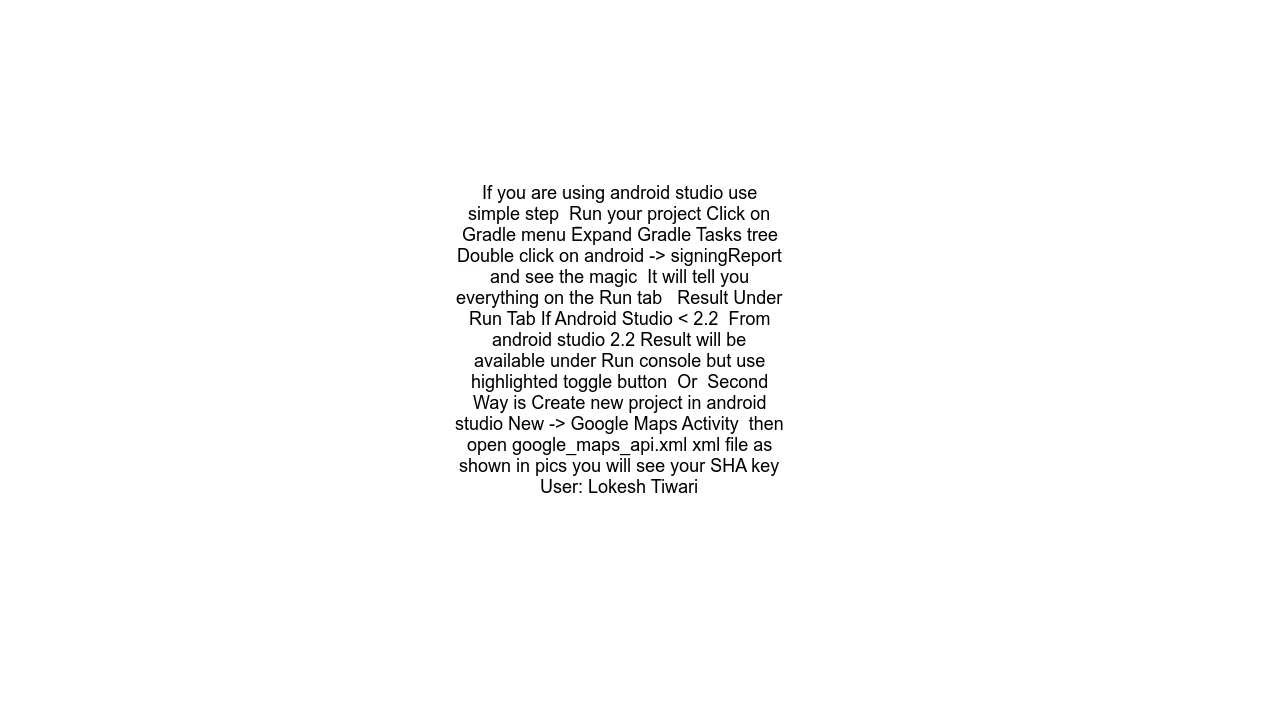 If you are using android studio use
simple step  Run your project Click on
Gradle menu Expand Gradle Tasks tree
Double click on android -> signingReport
and see the magic  It will tell you
everything on the Run tab   Result Under
Run Tab If Android Studio < 2.2  From
android studio 2.2 Result will be
available under Run console but use
highlighted toggle button  Or  Second
Way is Create new project in android
studio New -> Google Maps Activity  then
open google_maps_api.xml xml file as
shown in pics you will see your SHA key
User: Lokesh Tiwari